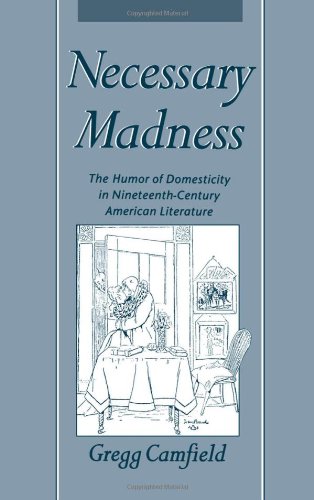 Necessary
Madness
The Humor of Domesticity
in Nineteenth-Century
American Literature
Gregg Camfield